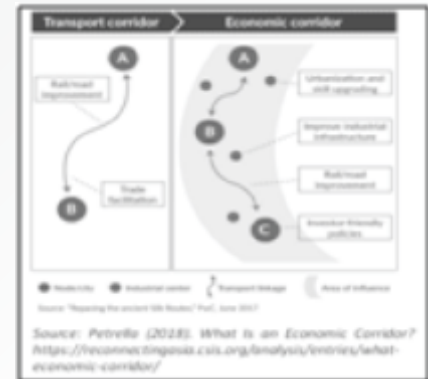 Transport corridor
Economic corridor
A
Rail/road
improvement
Trade
facilitation
B
A
B
C
Urbanization and
skill upgrading
Improve industrial
infrastructure
Rail/road
improvement
Investor-friendly
policies
Node/city
Industrial center
Transport linkage
Area of influence
Source: "Repaving the ancient Silk Routes," PwC, June 2017
Source: Petrella (2018). What Is an Economic Corridor?
https://reconnectingasia.csis.org/analysis/entries/what-
economic-corridor/